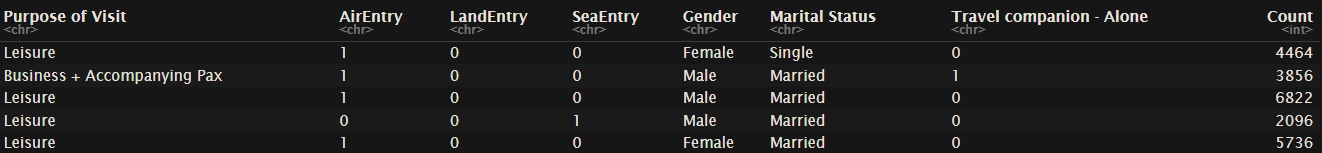 Purpose of Visit AirEntry LandEntry SeaEntry Gender Marital Status Travel companion - Alone Count
<chr> <chr> <chr> <chr> <chr> <chr> <chr> <int>
Leisure 1 0 0 Female Single 0 4464
Business + Accompanying Pax 1 0 0 Male Married 1 3856
Leisure 1 0 0 Male Married 0 6822
Leisure 0 0 1 Male Married 0 2096
Leisure 1 0 0 Female Married 0 5736